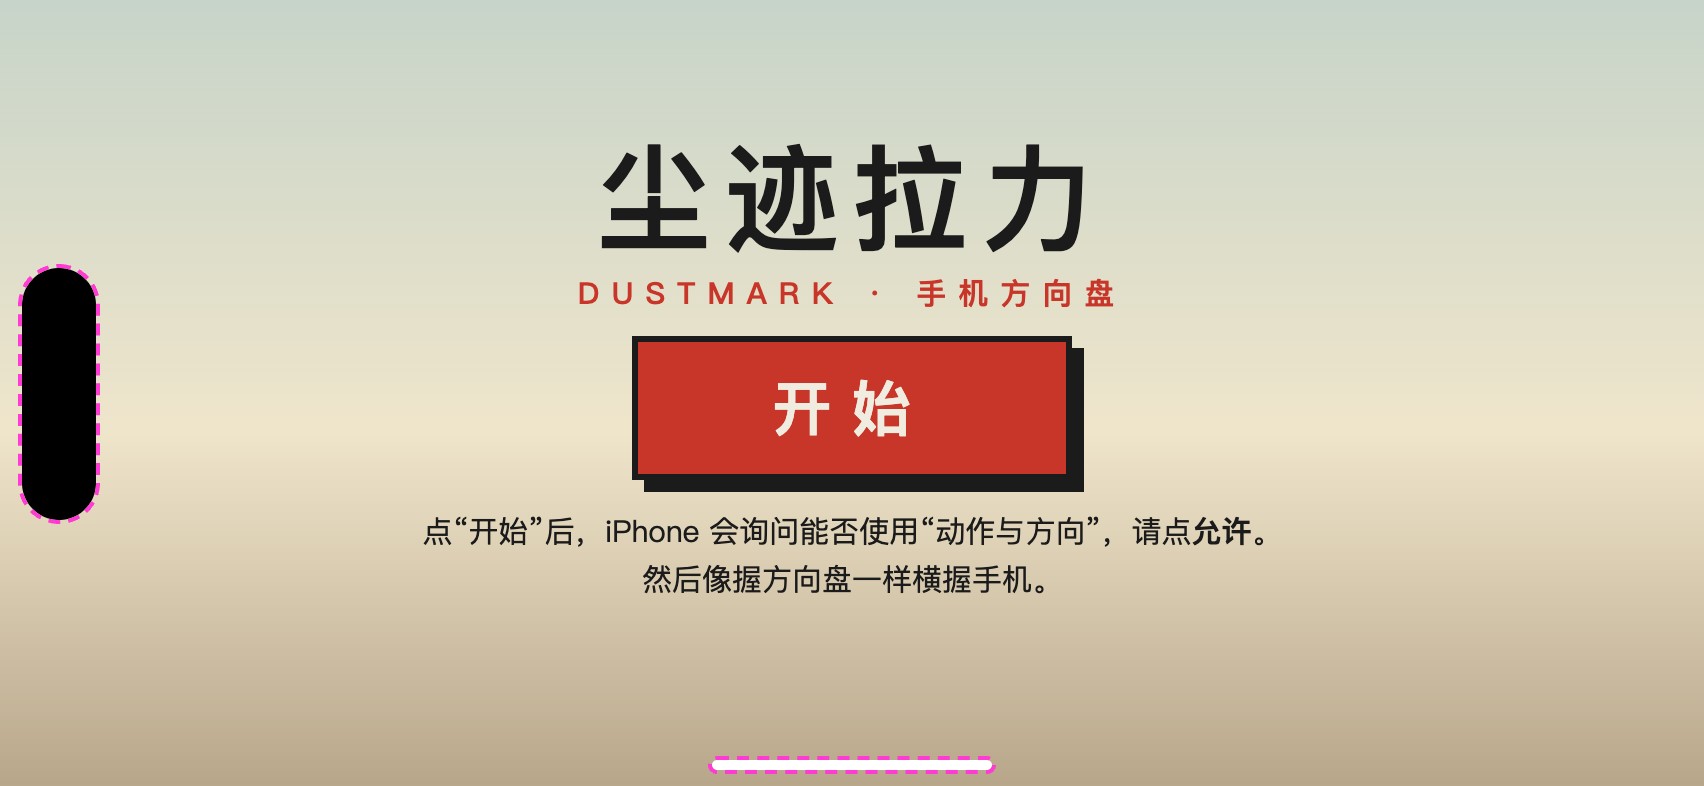 尘迹拉力
DUSTMARK · 手机方向盘
开始
点“开始”后，iPhone 会询问能否使用“动作与方向”，请点允许。
然后像握方向盘一样横握手机。